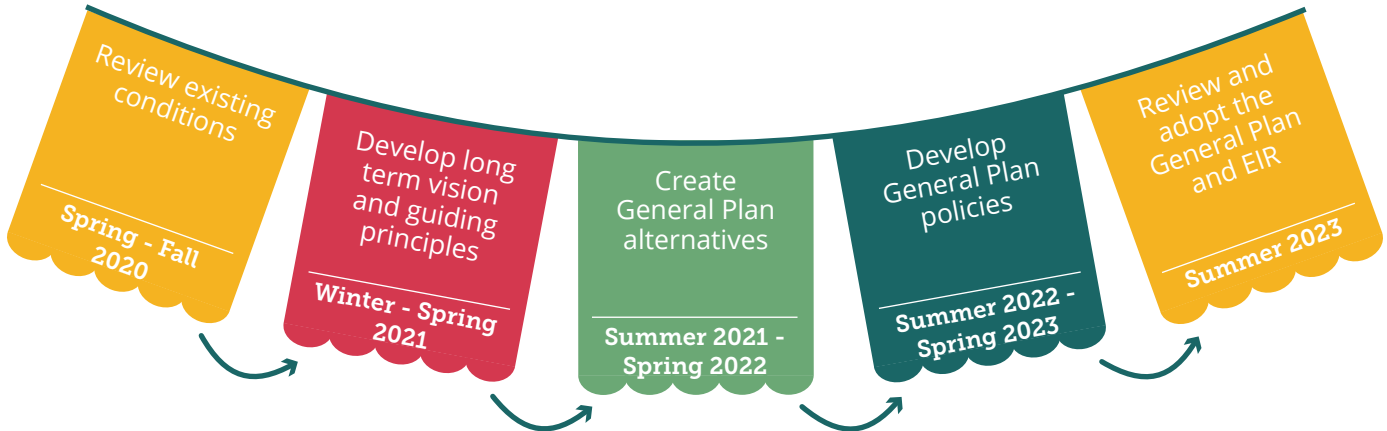 Review existing
conditions
Spring - Fall
2020
Develop long
term vision
and guiding
principles
Winter - Spring
2021
Create
General Plan
alternatives
Summer 2021 -
Spring 2022
Develop
General Plan
policies
Summer 2022 -
Spring 2023
Review and
adopt the
General Plan
and EIR
Summer 2023